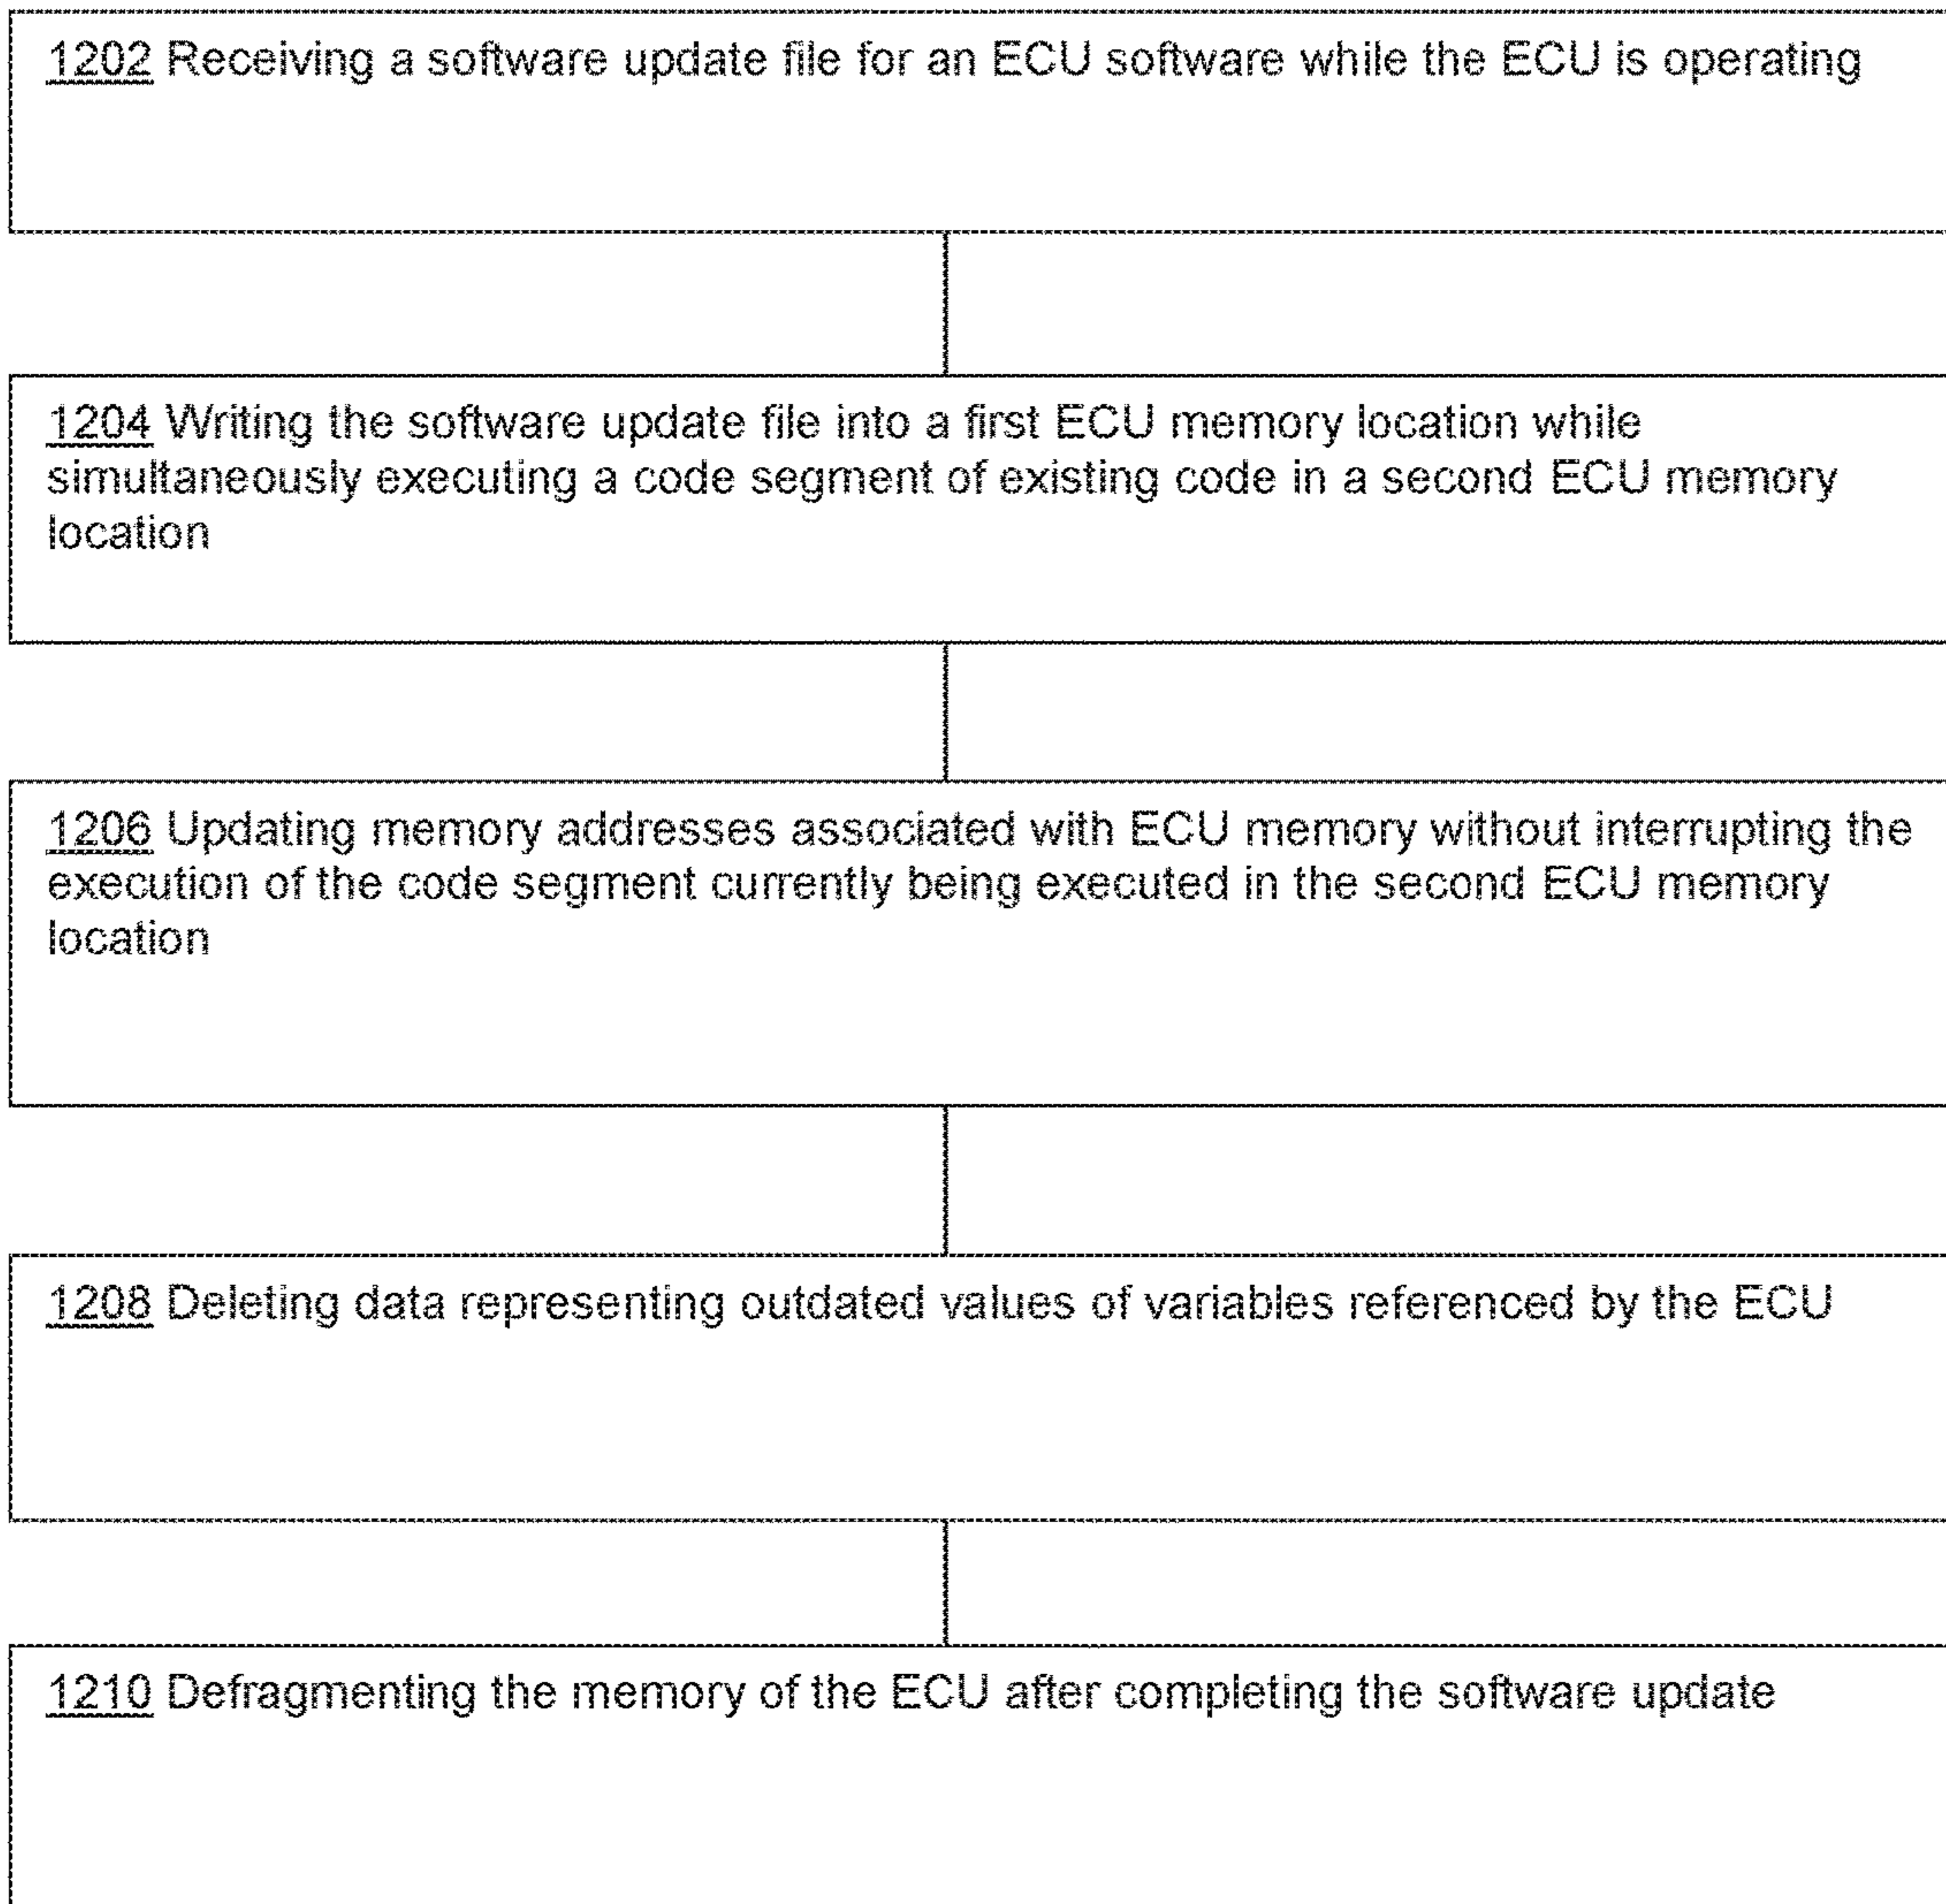 1202 Receiving a software update file for an ECU software while the ECU is operating
1204 Writing the software update file into a first ECU memory location while
simultaneously executing a code segment of existing code in a second ECU memory
location
1206 Updating memory addresses associated with ECU memory without interrupting the
execution of the code segment currently being executed in the second ECU memory
location
1208 Deleting data representing outdated values of variables referenced by the ECU
1210 Defragmenting the memory of the ECU after completing the software update